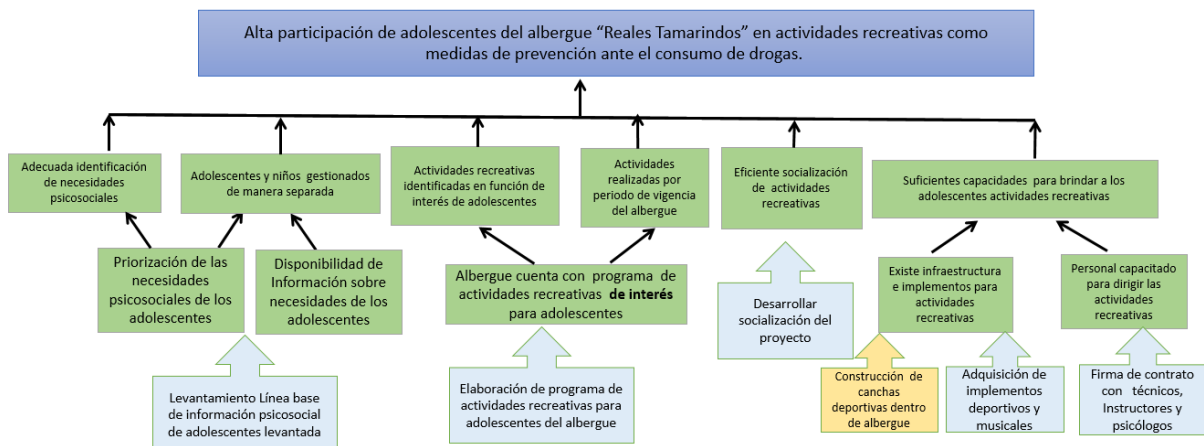 Alta participación de adolescentes del albergue “Reales Tamarindos” en actividades recreativas como
medidas de prevención ante el consumo de drogas.
Adecuada identificación
de necesidades
psicosociales
Adolescentes y niños gestionados
de manera separada
Actividades recreativas
identificadas en función de
interés de adolescentes
Actividades
realizadas por
periodo de vigencia
del albergue
Eficiente socialización
de actividades
recreativas
Suficientes capacidades para brindar a los
adolescentes actividades recreativas
Priorización de las
necesidades
psicosociales de los
adolescentes
Disponibilidad de
Información sobre
necesidades de los
adolescentes
Albergue cuenta con programa de
actividades recreativas de interés
para adolescentes
Desarrollar
socialización del
proyecto
Existe infraestructura
e implementos para
actividades
recreativas
Personal capacitado
para dirigir las
actividades
recreativas
Levantamiento Línea base
de información psicosocial
de adolescentes levantada
Elaboración de programa de
actividades recreativas para
adolescentes del albergue
Construcción de
canchas
deportivas dentro
de albergue
Adquisición de
implementos
deportivos y
musicales
Firma de contrato
con técnicos,
Instructores y
psicólogos